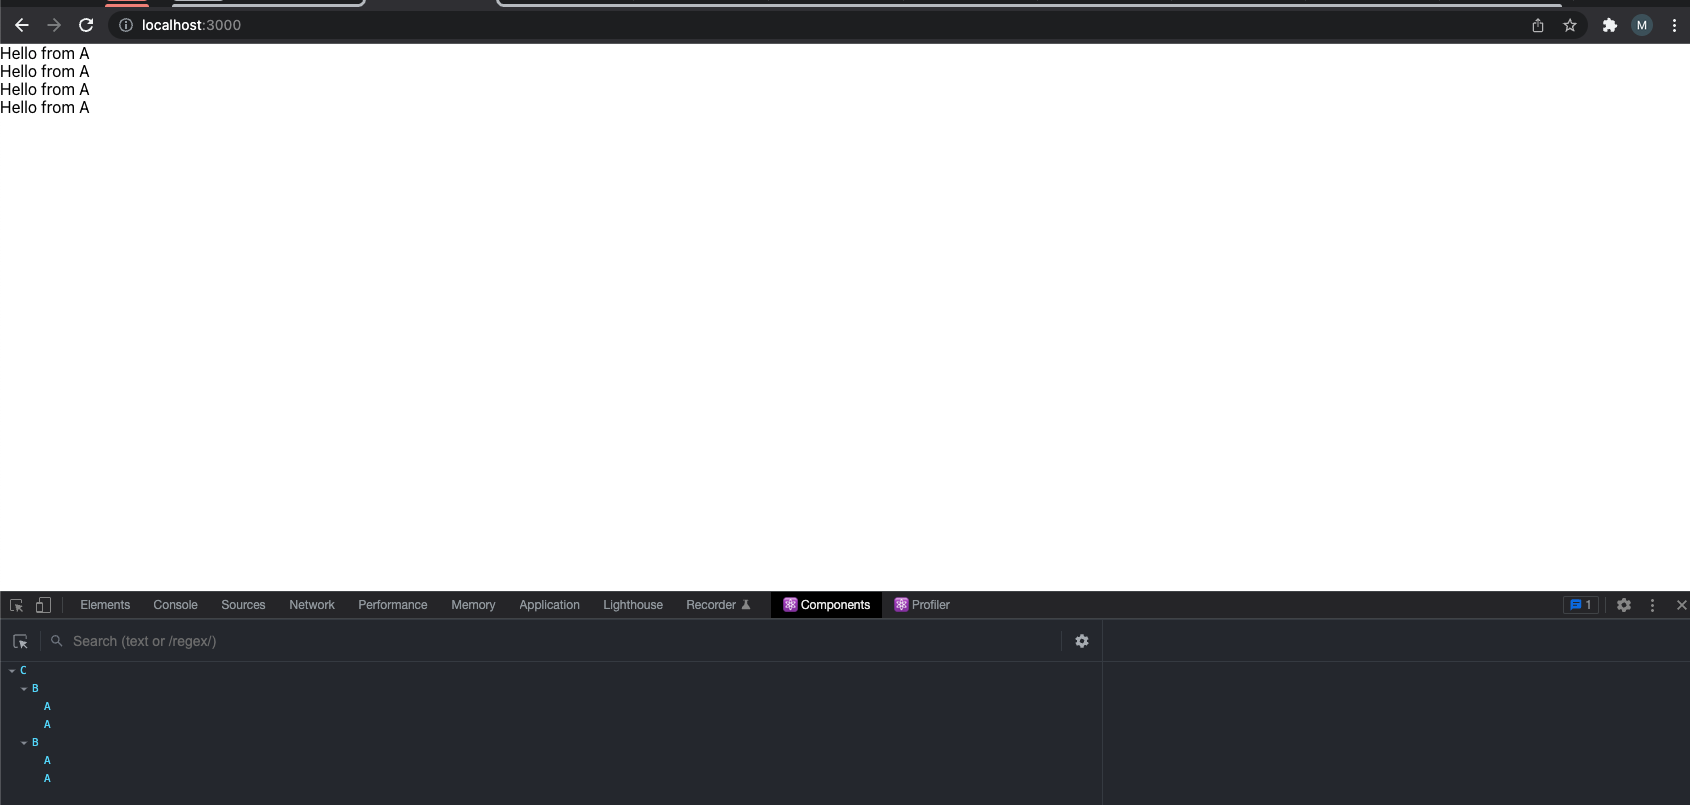 localhost:3000
M
Hello from A
Hello from A
Hello from A
Hello from A
Elements Console Sources Network Performance Memory Application Lighthouse Recorder Components Profiler 1
Search (text or /regex/)
C
B
A
A
B
A
A